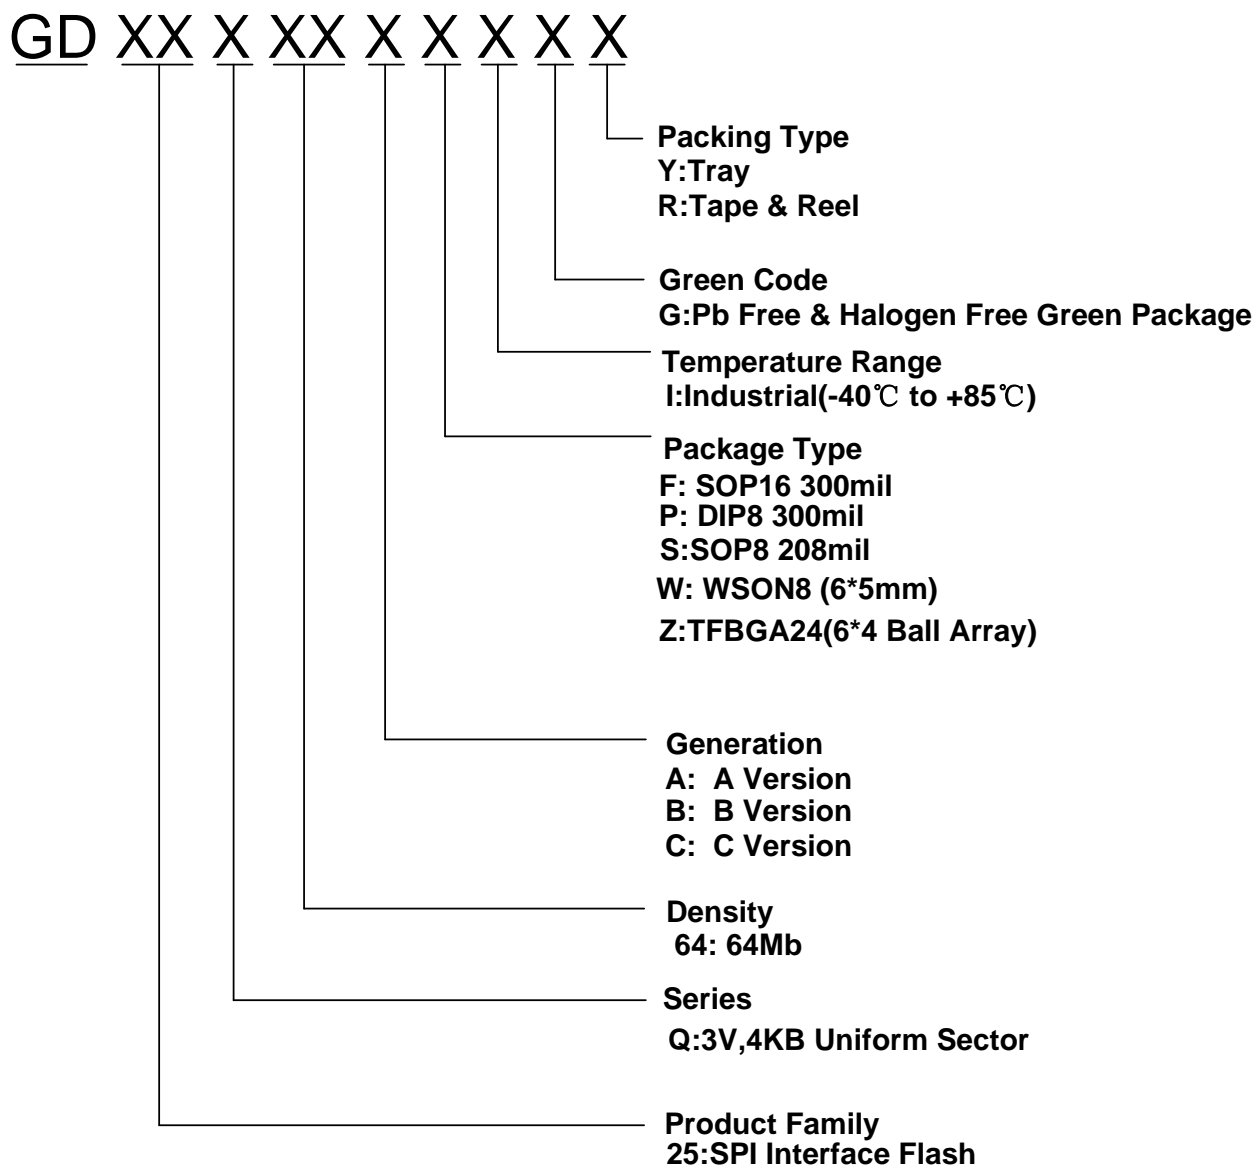 GD XX X XX X X X X X
Packing Type
Y:Tray
R:Tape & Reel
Green Code
G:Pb Free & Halogen Free Green Package
Temperature Range
I:Industrial(-40℃ to +85℃)
Package Type
F: SOP16 300mil
P: DIP8 300mil
S:SOP8 208mil
W: WSON8 (6*5mm)
Z:TFBGA24(6*4 Ball Array)
Generation
A: A Version
B: B Version
C: C Version
Density
64: 64Mb
Series
Q:3V,4KB Uniform Sector
Product Family
25:SPI Interface Flash